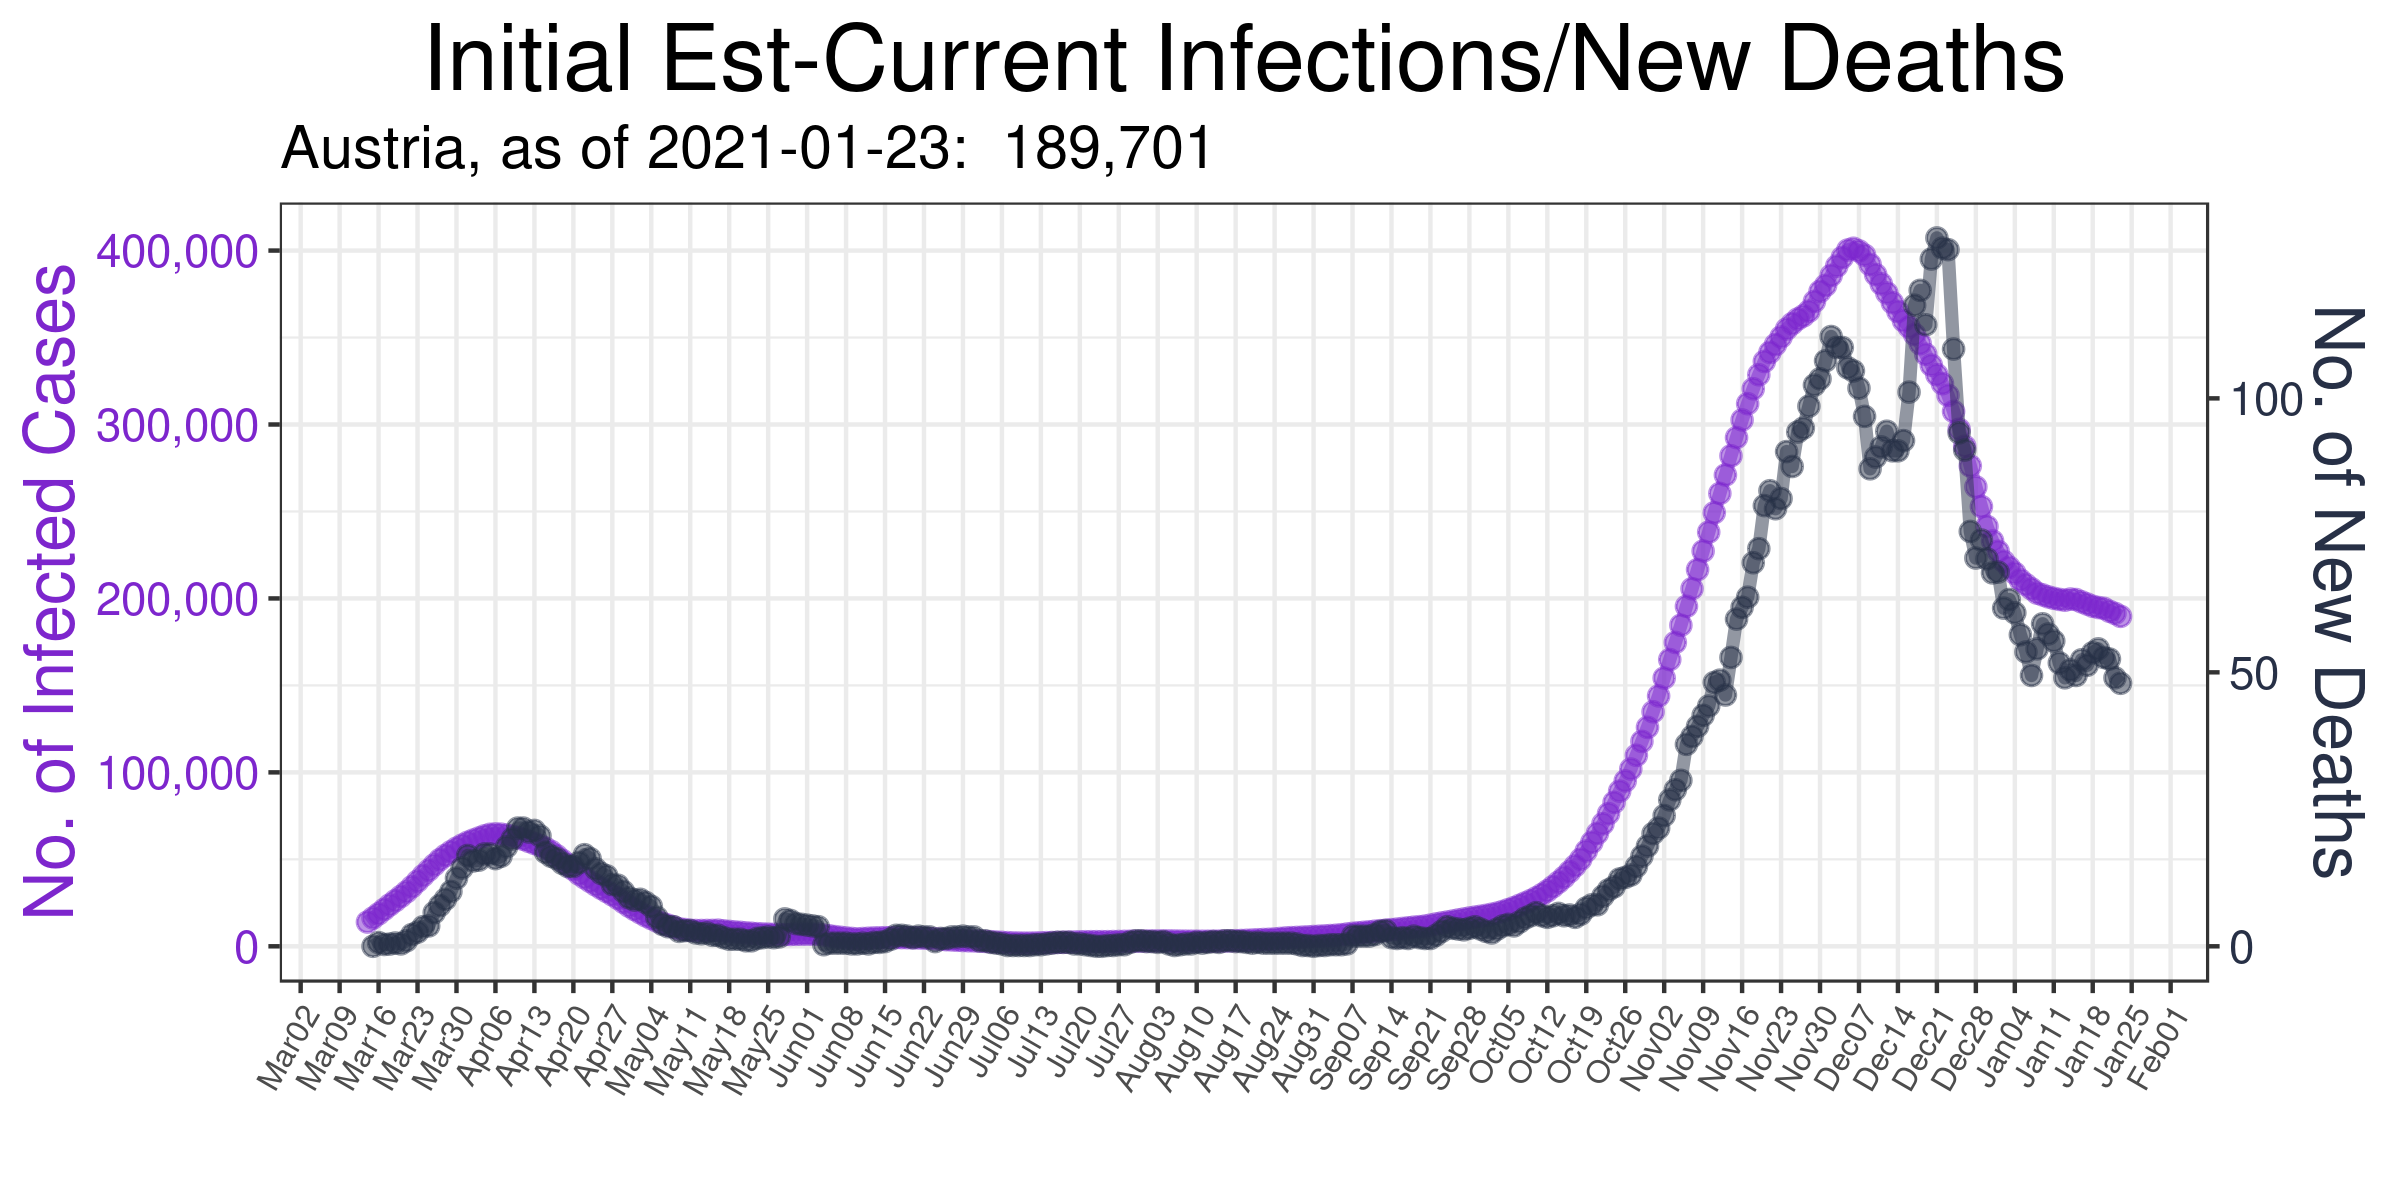 Initial Est-Current Infections/New Deaths
Austria, as of 2021-01-23:  189,701
No. of Infected Cases
400,000
300,000
200,000
100,000
0
No. of New Deaths
100
50
0
Mar02
Mar09
Mar16
Mar23
Mar30
Apr06
Apr13
Apr20
Apr27
May04
May11
May18
May25
Jun01
Jun08
Jun15
Jun22
Jun29
Jul06
Jul13
Jul20
Jul27
Aug03
Aug10
Aug17
Aug24
Aug31
Sep07
Sep14
Sep21
Sep28
Oct05
Oct12
Oct19
Oct26
Nov02
Nov09
Nov16
Nov23
Nov30
Dec07
Dec14
Dec21
Dec28
Jan04
Jan11
Jan18
Jan25
Feb01